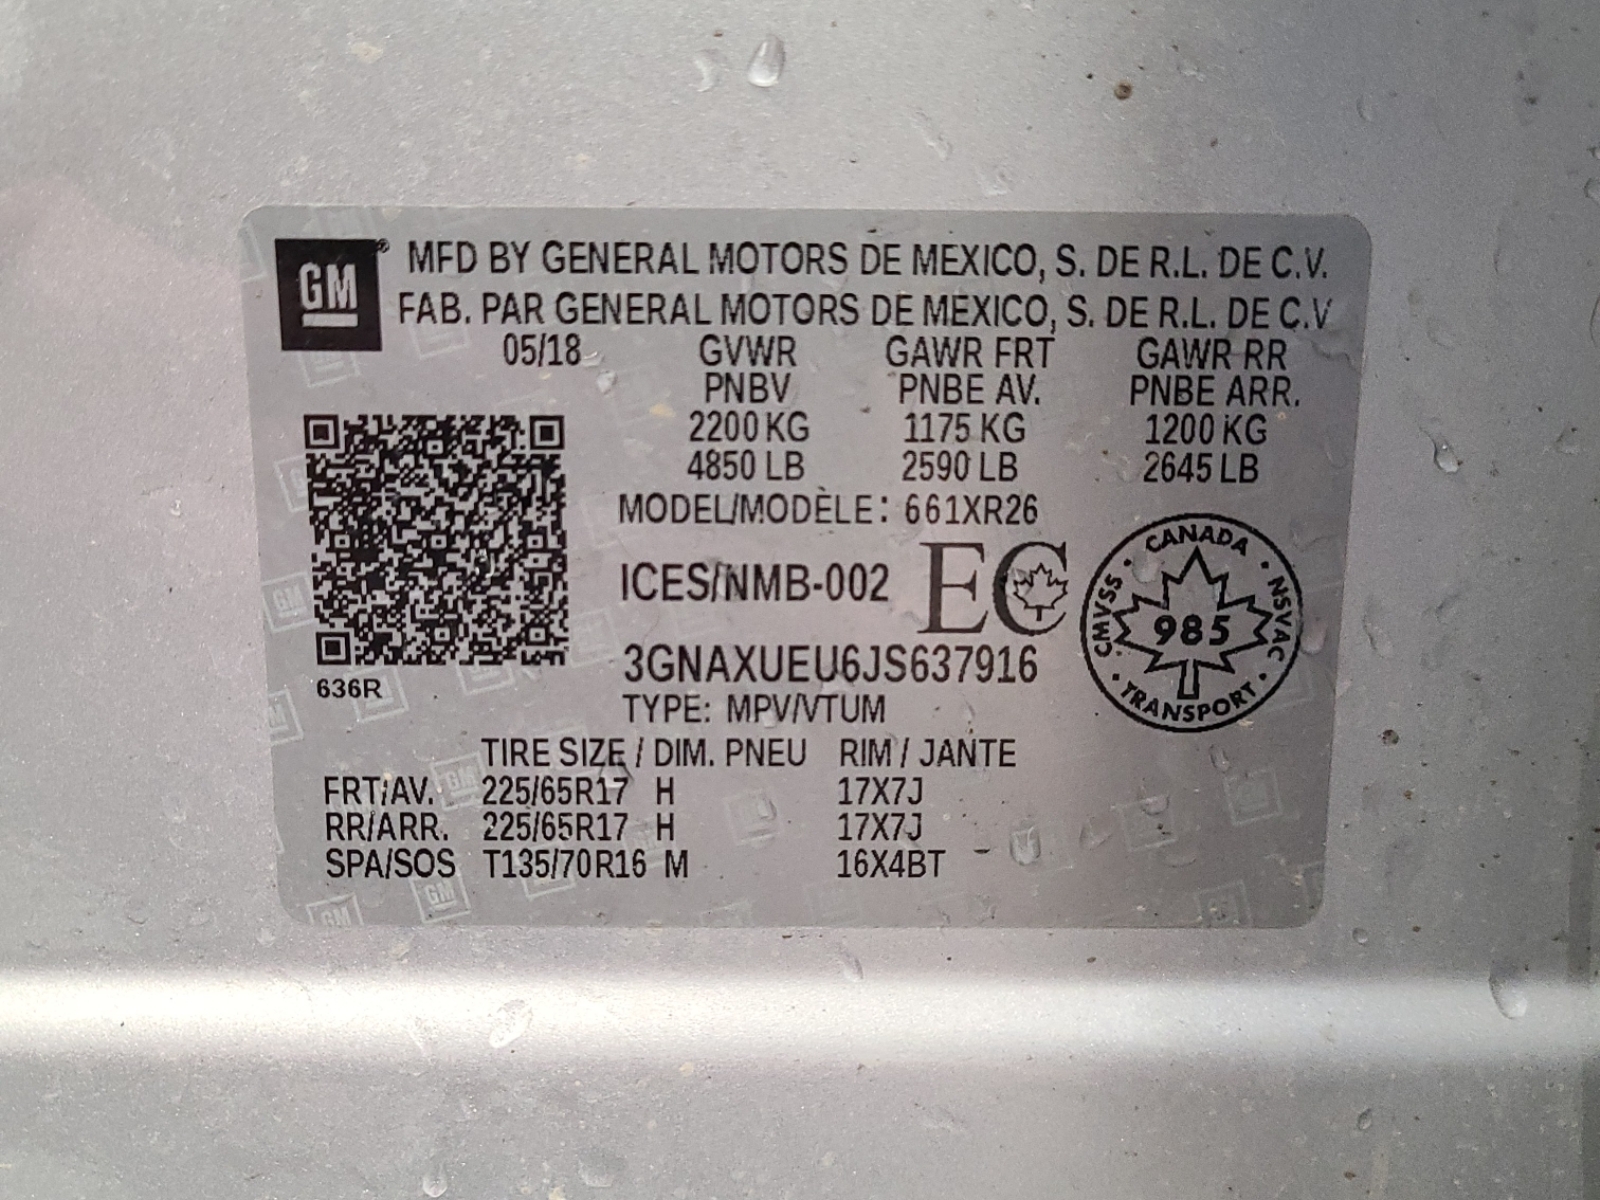 GM® MFD BY GENERAL MOTORS DE MEXICO, S. DE R.L. DE C.V.
FAB. PAR GENERAL MOTORS DE MEXICO, S. DE R.L. DE C.V
05/18 GVWR GAWR FRT GAWR RR
PNBV PNBE AV. PNBE ARR.
2200 KG 1175 KG 1200 KG
4850 LB 2590 LB 2645 LB
MODEL/MODÈLE: 661XR26
ICES/NMB-002 EC
CANADA
CMVSS 985 NSVAC
TRANSPORT
3GNAXUEU6JS637916
636R
TYPE: MPV/VTUM
TIRE SIZE / DIM. PNEU RIM / JANTE
FRT/AV. 225/65R17 H 17X7J
RR/ARR. 225/65R17 H 17X7J
SPA/SOS T135/70R16 M 16X4BT